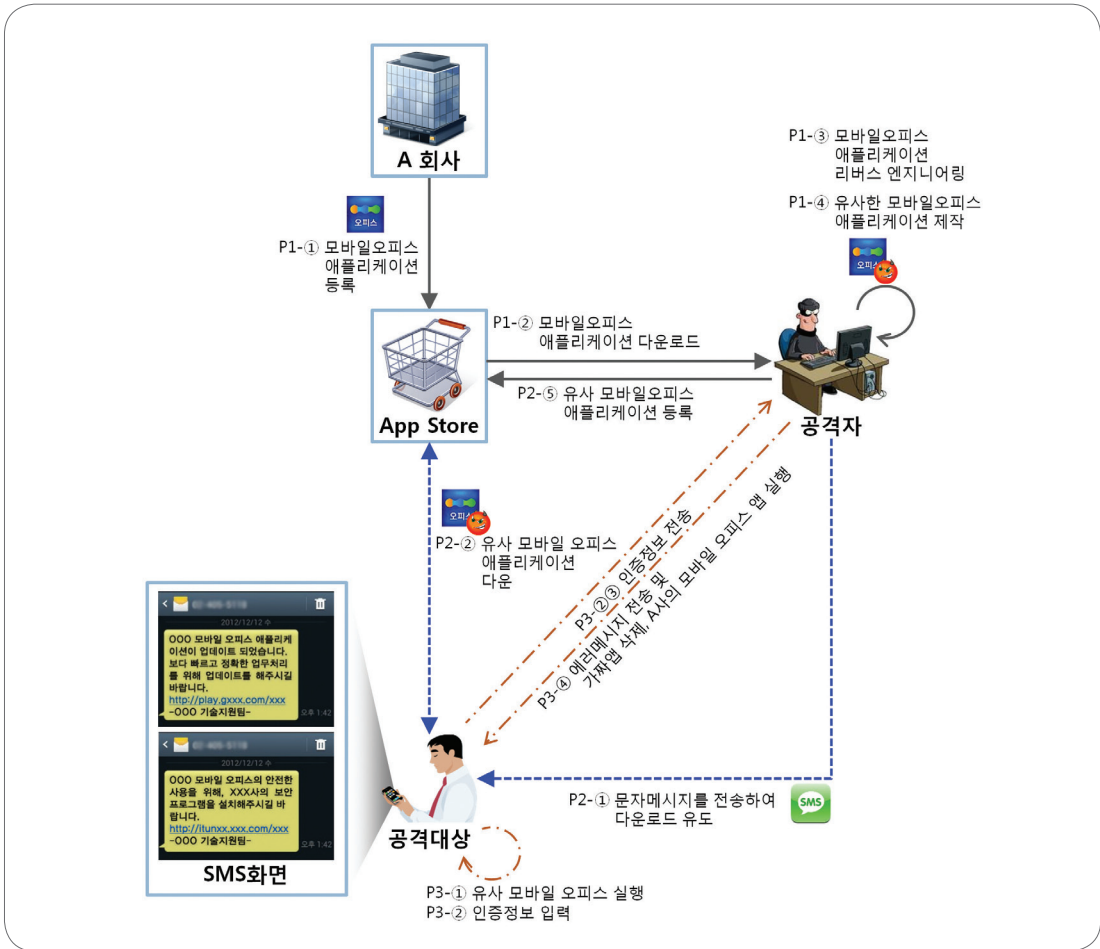 A 회사
오피스
P1-① 모바일오피스
애플리케이션
등록
P1-③ 모바일오피스
애플리케이션
리버스 엔지니어링
P1-④ 유사한 모바일오피스
애플리케이션 제작
오피스
P1-② 모바일오피스
애플리케이션 다운로드
P2-⑤ 유사 모바일오피스
애플리케이션 등록
App Store
공격자
오피스
P2-② 유사 모바일 오피스
애플리케이션
다운
P3-②③ 인증정보 전송
P3-④ 에러메시지 전송 및
가짜앱 삭제, A사의 모바일 오피스 앱 실행
2012/12/12 수
OOO 모바일 오피스 애플리케
이션이 업데이트 되었습니다.
보다 빠르고 정확한 업무처리
를 위해 업데이트를 해주시길
바랍니다.
http://play.gxxx.com/xxx
-OOO 기술지원팀-
오후 1:42
2012/12/12 수
OOO 모바일 오피스의 안전한
사용을 위해, XXX사의 보안
프로그램을 설치해주시길 바
랍니다.
http://itunxx.xxx.com/xxx
-OOO 기술지원팀-
오후 1:42
SMS화면
공격대상
P2-① 문자메시지를 전송하여
다운로드 유도
SMS
P3-① 유사 모바일 오피스 실행
P3-② 인증정보 입력